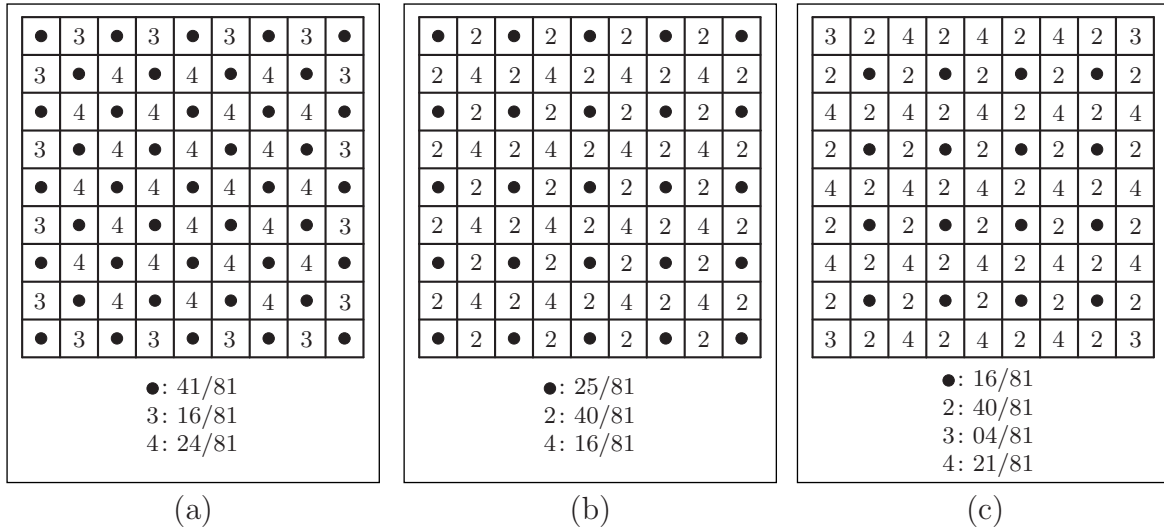 ● 3 ● 3 ● 3 ● 3 ●
3 ● 4 ● 4 ● 4 ● 3
● 4 ● 4 ● 4 ● 4 ●
3 ● 4 ● 4 ● 4 ● 3
● 4 ● 4 ● 4 ● 4 ●
3 ● 4 ● 4 ● 4 ● 3
● 4 ● 4 ● 4 ● 4 ●
3 ● 4 ● 4 ● 4 ● 3
● 3 ● 3 ● 3 ● 3 ●
●: 41/81
3: 16/81
4: 24/81
(a)
● 2 ● 2 ● 2 ● 2 ●
2 4 2 4 2 4 2 4 2
● 2 ● 2 ● 2 ● 2 ●
2 4 2 4 2 4 2 4 2
● 2 ● 2 ● 2 ● 2 ●
2 4 2 4 2 4 2 4 2
● 2 ● 2 ● 2 ● 2 ●
2 4 2 4 2 4 2 4 2
● 2 ● 2 ● 2 ● 2 ●
●: 25/81
2: 40/81
4: 16/81
(b)
3 2 4 2 4 2 4 2 3
2 ● 2 ● 2 ● 2 ● 2
4 2 4 2 4 2 4 2 4
2 ● 2 ● 2 ● 2 ● 2
4 2 4 2 4 2 4 2 4
2 ● 2 ● 2 ● 2 ● 2
4 2 4 2 4 2 4 2 4
2 ● 2 ● 2 ● 2 ● 2
3 2 4 2 4 2 4 2 3
●: 16/81
2: 40/81
3: 04/81
4: 21/81
(c)